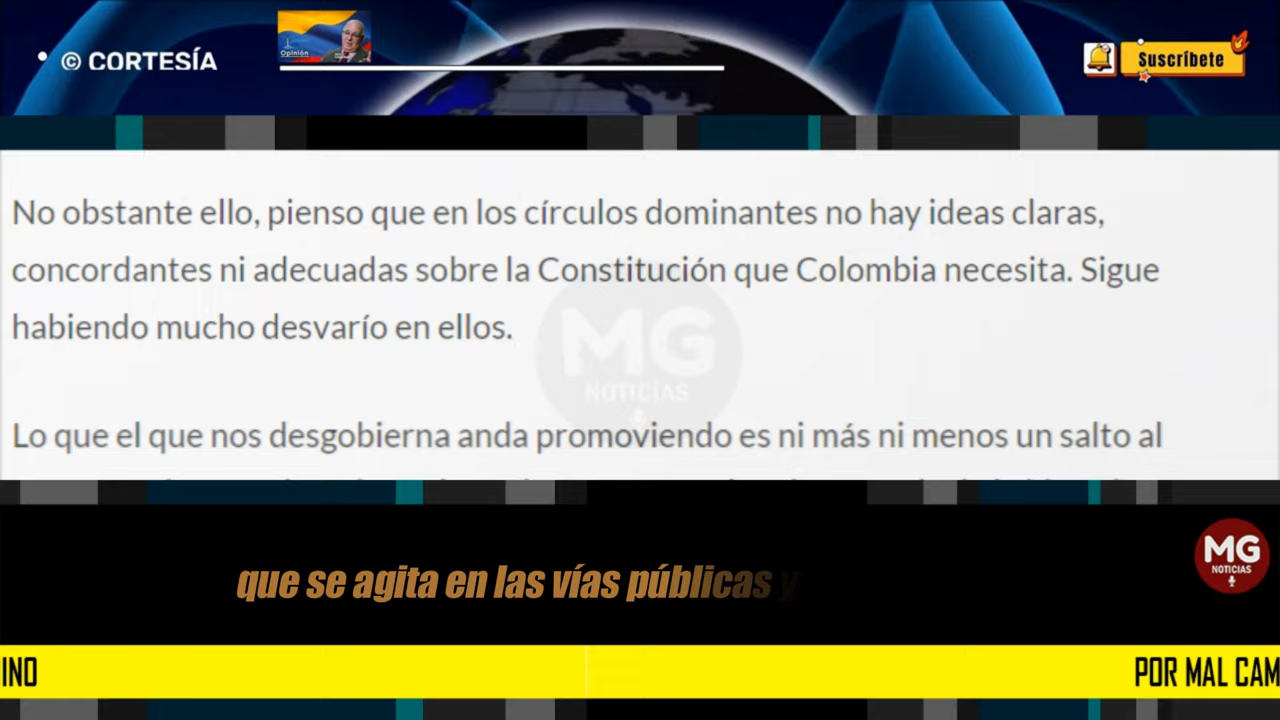 © CORTESÍA
Opinión
Suscríbete
No obstante ello, pienso que en los círculos dominantes no hay ideas claras,
concordantes ni adecuadas sobre la Constitución que Colombia necesita. Sigue
habiendo mucho desvarío en ellos.
MG
NOTICIAS
Lo que el que nos desgobierna anda promoviendo es ni más ni menos un salto al
que se agita en las vías públicas y
MG
NOTICIAS
INO
POR MAL CAM